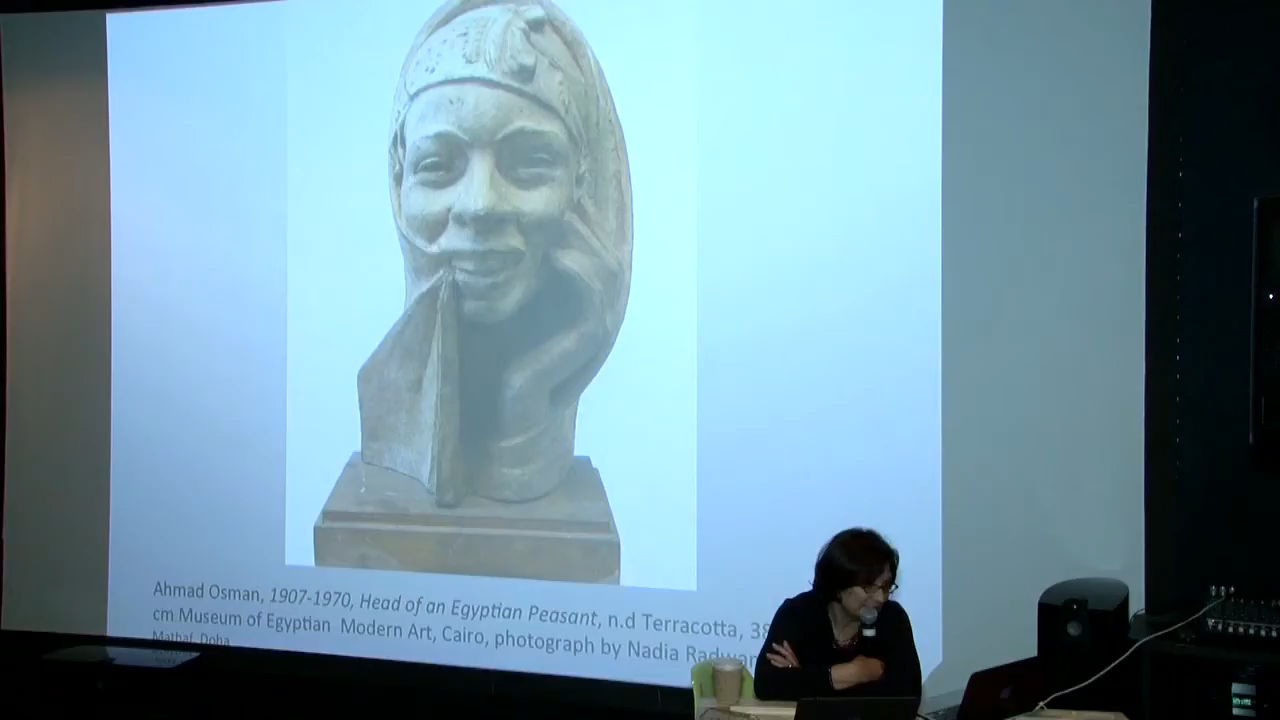 Ahmad Osman, 1907-1970, Head of an Egyptian Peasant, n.d Terracotta, 38
cm Museum of Egyptian Modern Art, Cairo, photograph by Nadia Radwan
Mathaf, Doha